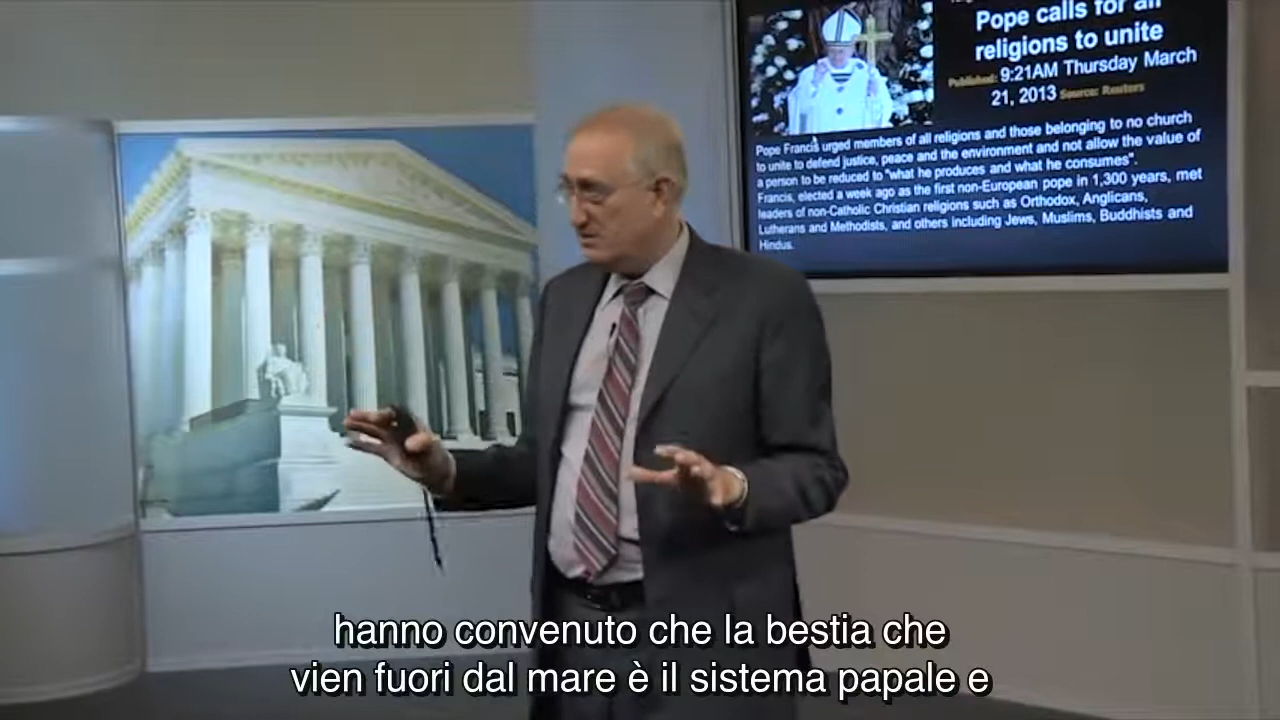 Pope calls for all
religions to unite
Published: 9:21AM Thursday March
21, 2013 Source: Reuters
Pope Francis urged members of all religions and those belonging to no church
to unite to defend justice, peace and the environment and not allow the value of
a person to be reduced to "what he produces and what he consumes".
Francis, elected a week ago as the first non-European pope in 1,300 years, met
leaders of non-Catholic Christian religions such as Orthodox, Anglicans,
Lutherans and Methodists, and others including Jews, Muslims, Buddhists and
Hindus.
hanno convenuto che la bestia che
vien fuori dal mare è il sistema papale e